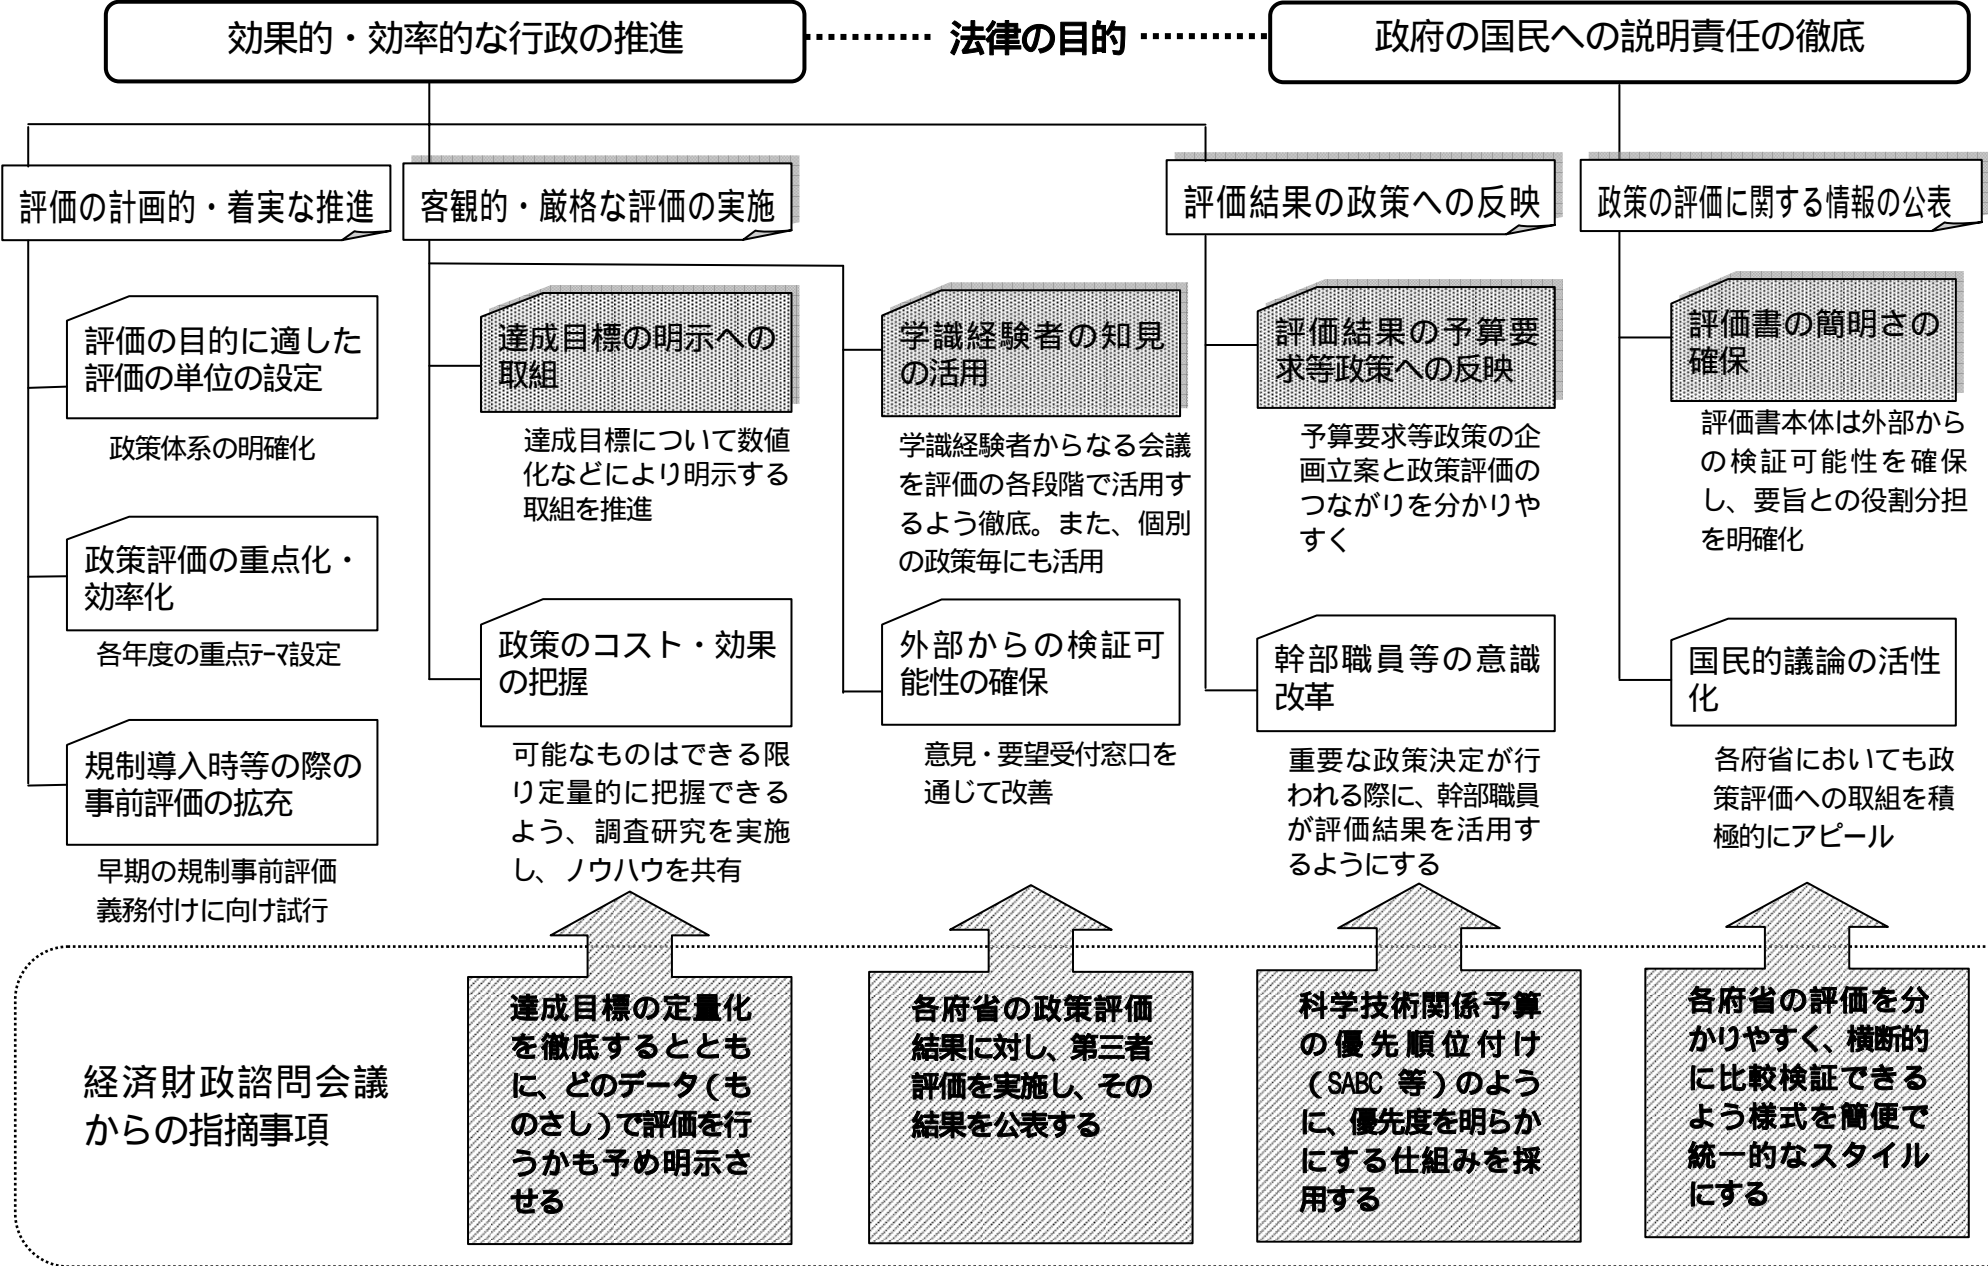 効果的・効率的な行政の推進
法律の目的
政府の国民への説明責任の徹底
評価の計画的・着実な推進
客観的・厳格な評価の実施
評価結果の政策への反映
政策の評価に関する情報の公表
評価の目的に適した
評価の単位の設定
政策体系の明確化
政策評価の重点化・
効率化
各年度の重点ﾃｰﾏ設定
規制導入時等の際の
事前評価の拡充
早期の規制事前評価
義務付けに向け試行
達成目標の明示への
取組
達成目標について数値
化などにより明示する
取組を推進
政策のコスト・効果
の把握
可能なものはできる限
り定量的に把握できる
よう、調査研究を実施
し、ノウハウを共有
学識経験者の知見
の活用
学識経験者からなる会議
を評価の各段階で活用す
るよう徹底。また、個別
の政策毎にも活用
外部からの検証可
能性の確保
意見・要望受付窓口を
通じて改善
評価結果の予算要
求等政策への反映
予算要求等政策の企
画立案と政策評価の
つながりを分かりや
すく
幹部職員等の意識
改革
重要な政策決定が行
われる際に、幹部職員
が評価結果を活用す
るようにする
評価書の簡明さの
確保
評価書本体は外部から
の検証可能性を確保
し、要旨との役割分担
を明確化
国民的議論の活性
化
各府省においても政
策評価への取組を積
極的にアピール
経済財政諮問会議
からの指摘事項
達成目標の定量化
を徹底するととも
に、どのデータ（も
のさし）で評価を行
うかも予め明示さ
せる
各府省の政策評価
結果に対し、第三者
評価を実施し、その
結果を公表する
科学技術関係予算
の優先順位付け
（SABC 等）のよう
に、優先度を明らか
にする仕組みを採
用する
各府省の評価を分
かりやすく、横断的
に比較検証できる
よう様式を簡便で
統一的なスタイル
にする